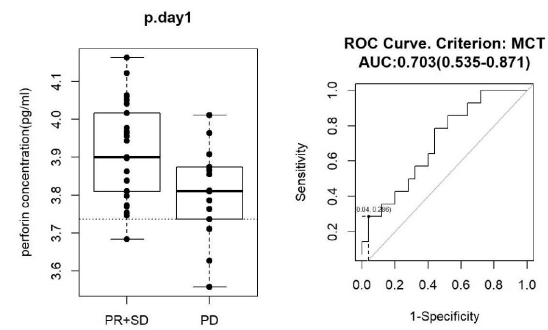 p.day1
perforin concentration(pg/ml)
4.1
4.0
3.9
3.8
3.7
3.6
PR+SD
PD
ROC Curve. Criterion: MCT
AUC:0.703(0.535-0.871)
Sensitivity
1.0
0.8
0.6
0.4
0.2
0.04, 0.286)
0.0
0.2
0.4
0.6
0.8
1.0
1-Specificity